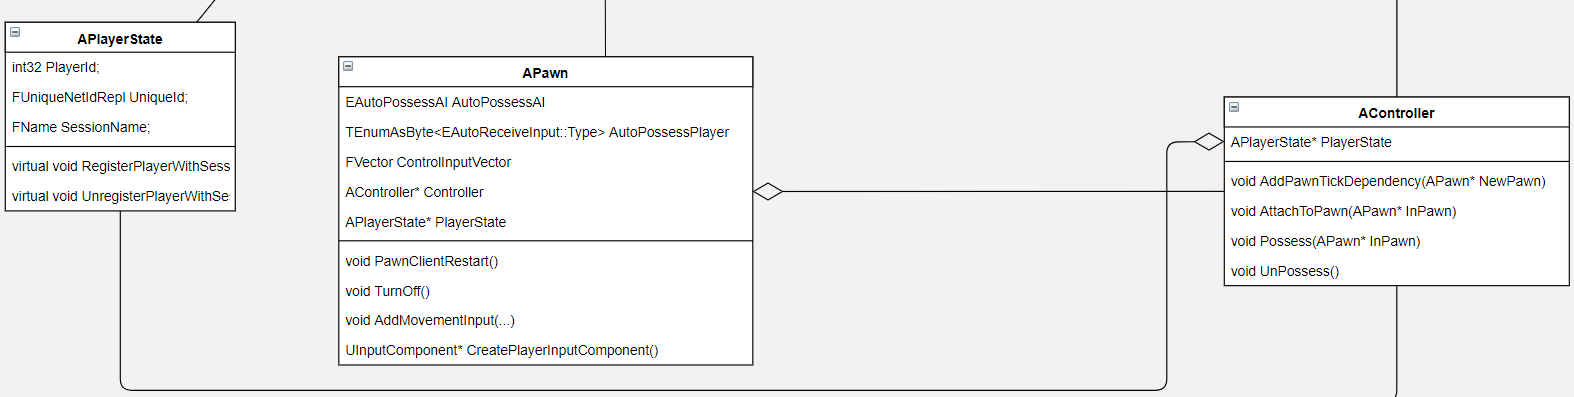 APlayerState
int32 PlayerId;
FUniqueNetIdRepl UniqueId;
FName SessionName;
virtual void RegisterPlayerWithSess
virtual void UnregisterPlayerWithSe
APawn
EAutoPossessAI AutoPossessAI
TEnumAsByte<EAutoReceiveInput::Type> AutoPossessPlayer
FVector ControlInputVector
AController* Controller
APlayerState* PlayerState
void PawnClientRestart()
void TurnOff()
void AddMovementInput(...)
UInputComponent* CreatePlayerInputComponent()
AController
APlayerState* PlayerState
void AddPawnTickDependency(APawn* NewPawn)
void AttachToPawn(APawn* InPawn)
void Possess(APawn* InPawn)
void UnPossess()